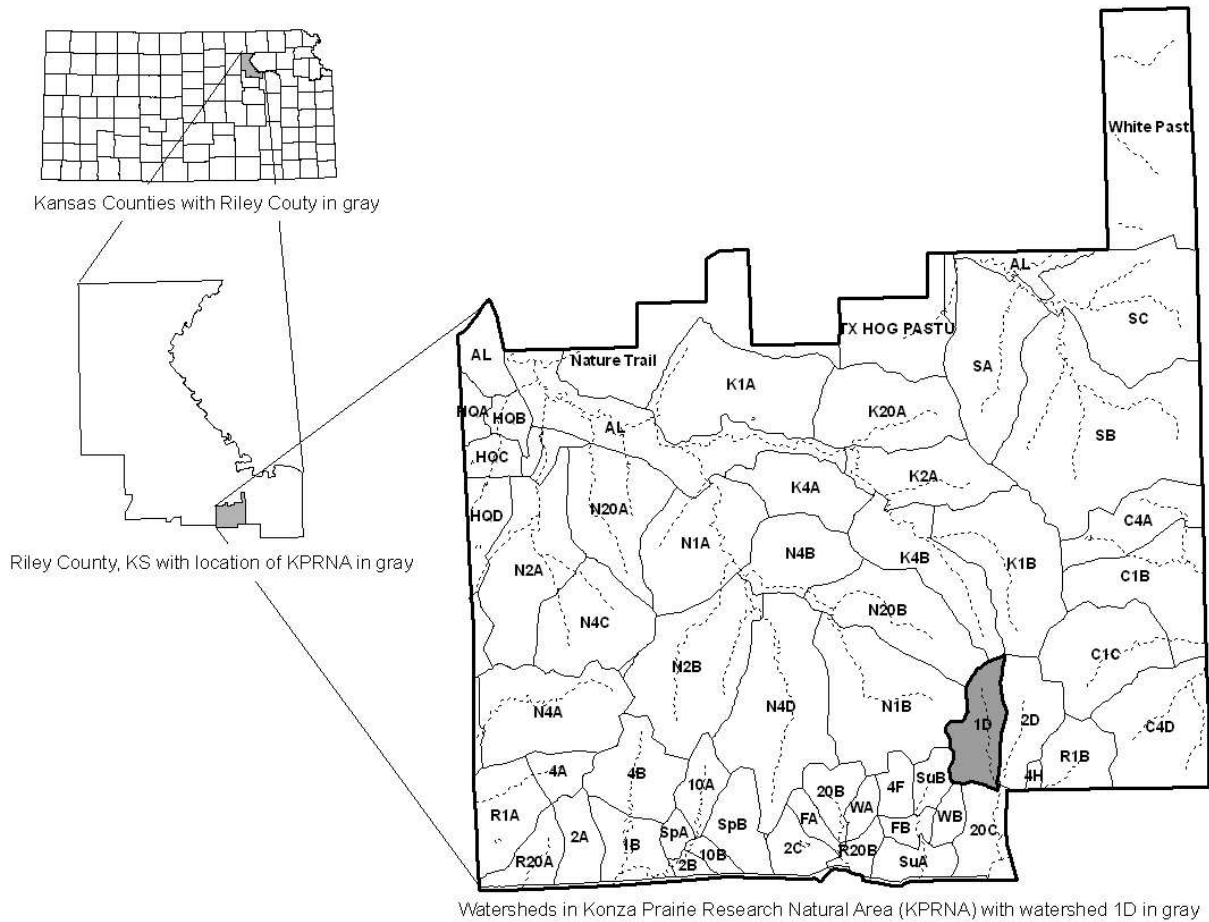 White Past
Kansas Counties with Riley Couty in gray
AL
SC
TX HOG PASTU
AL
Nature Trail
SA
K1A
HQA
HQB
K20A
AL
SB
HQC
K2A
K4A
HQD
N20A
C4A
N1A
N4B
K4B
K1B
Riley County, KS with location of KPRNA in gray
N2A
C1B
N20B
N4C
C1C
N2B
N4A
N4D
N1B
1D
2D
C4D
R1B
4A
4B
10A
SuB
4H
20B
4F
R1A
WA
SpA
SpB
FA
FB
WB
20C
2A
1B
R20A
2B
10B
2C
R20B
SuA
Watersheds in Konza Prairie Research Natural Area (KPRNA) with watershed 1D in gray